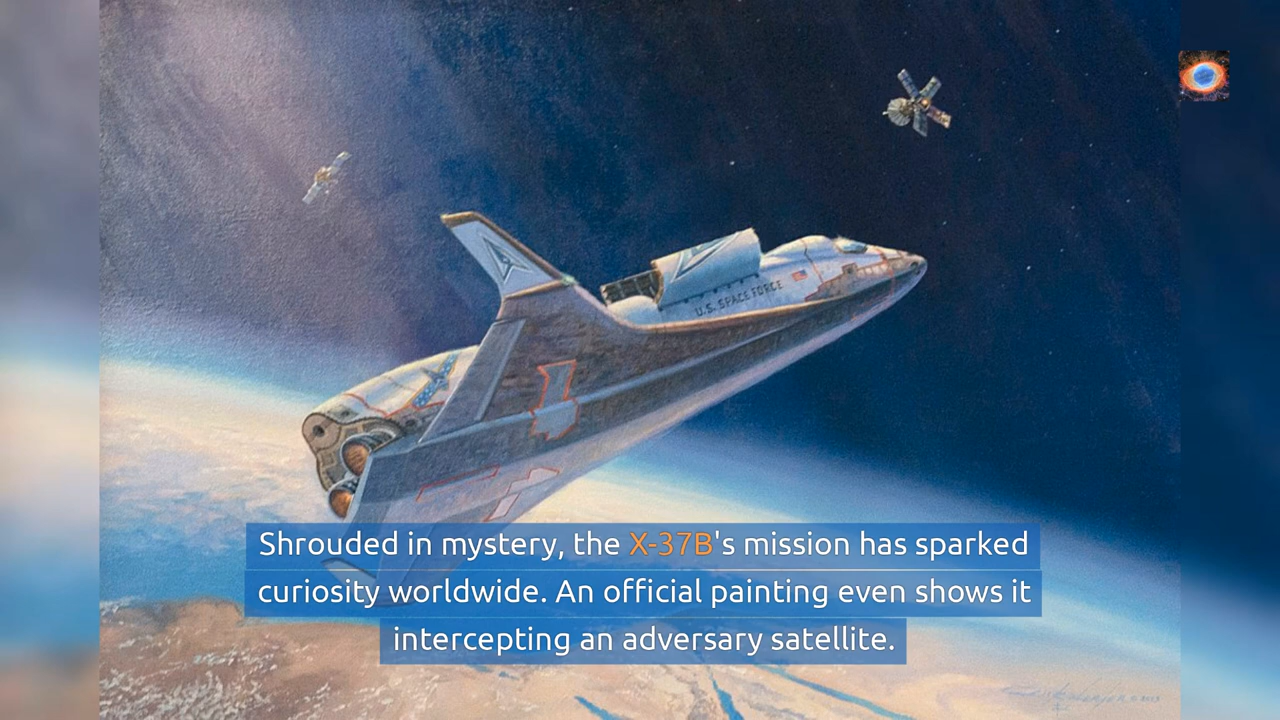 U.S. SPACE FORCE
Shrouded in mystery, the X-37B's mission has sparked
curiosity worldwide. An official painting even shows it
intercepting an adversary satellite.